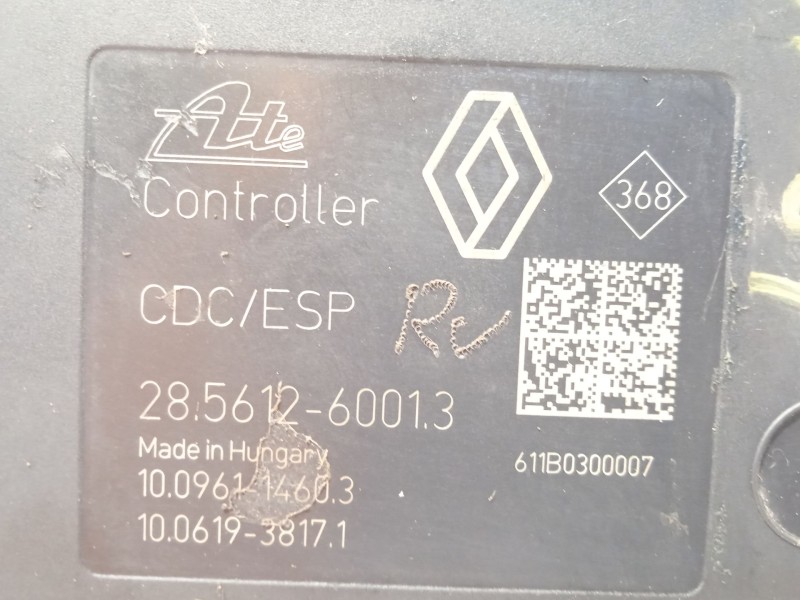 Ate
368
Controller
CDC/ESP
28.5612-6001.3
Made in Hungary
611B0300007
10.0961-1460.3
10.0619-3817.1